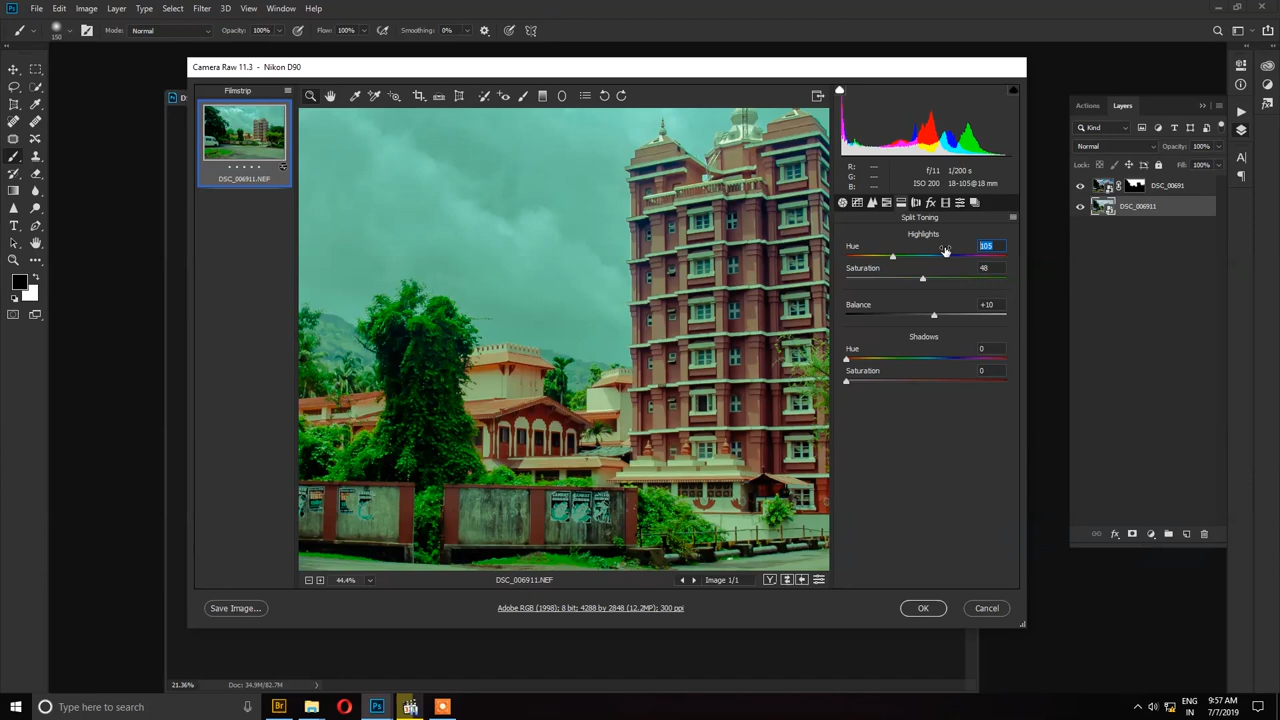 Ps File Edit Image Layer Type Select Filter 3D View Window Help
150 Mode: Normal Opacity: 100% Flow: 100% Smoothing: 0%
Camera Raw 11.3 - Nikon D90
Filmstrip
DSC_006911.NEF
R: ---
G: ---
B: ---
f/11 1/200 s
ISO 200 18-105@18 mm
Split Toning
Highlights
Hue 105
Saturation 48
Balance +10
Shadows
Hue 0
Saturation 0
44.4% DSC_006911.NEF Image 1/1
Save Image... Adobe RGB (1998); 8 bit; 4288 by 2848 (12.2MP); 300 ppi OK Cancel
Actions Layers
Kind
Normal Opacity: 100%
Lock: Fill: 100%
DSC_00691
DSC_006911
21.36% Doc: 34.9M/82.7M
Type here to search Br Ps ENG 9:57 AM
IN 7/7/2019